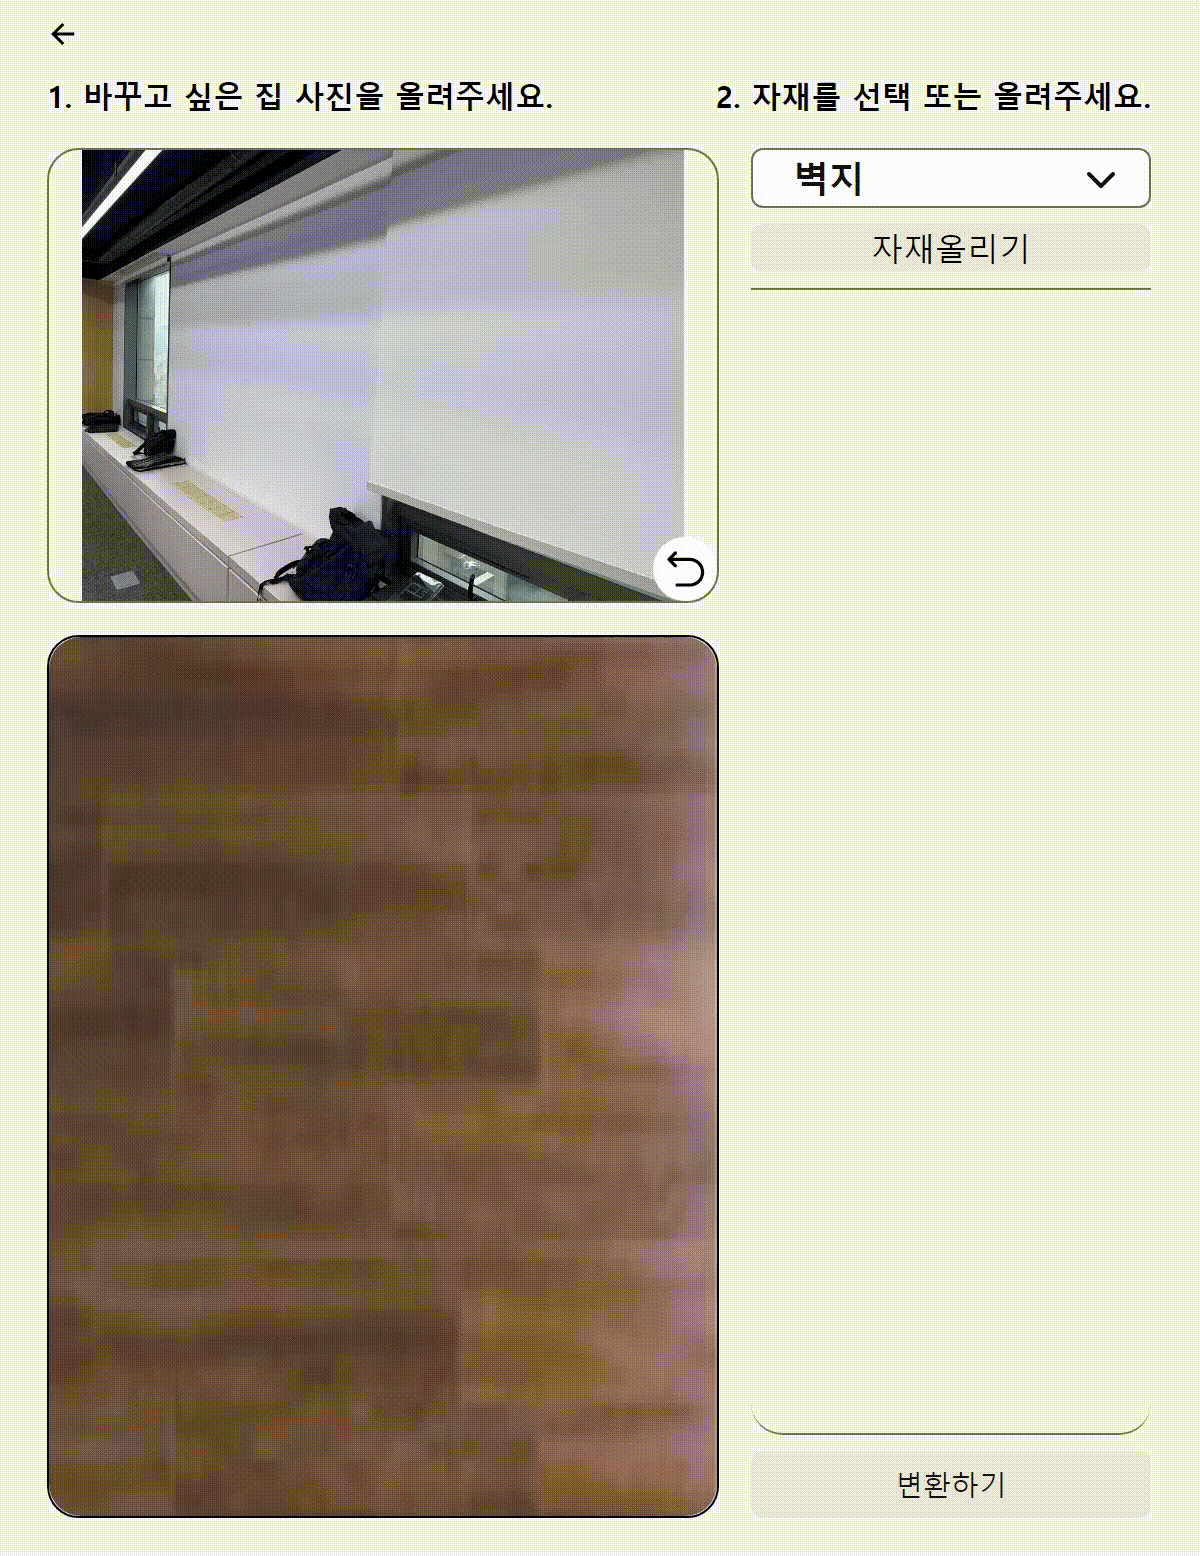 1. 바꾸고 싶은 집 사진을 올려주세요.
2. 자재를 선택 또는 올려주세요.
벽지
자재올리기
변환하기